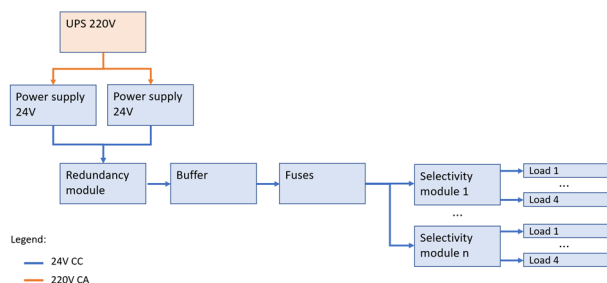 UPS 220V
Power supply
24V
Power supply
24V
Redundancy
module
Buffer
Fuses
Selectivity
module 1
Load 1
...
Load 4
...
Selectivity
module n
Load 1
...
Load 4
Legend:
24V CC
220V CA